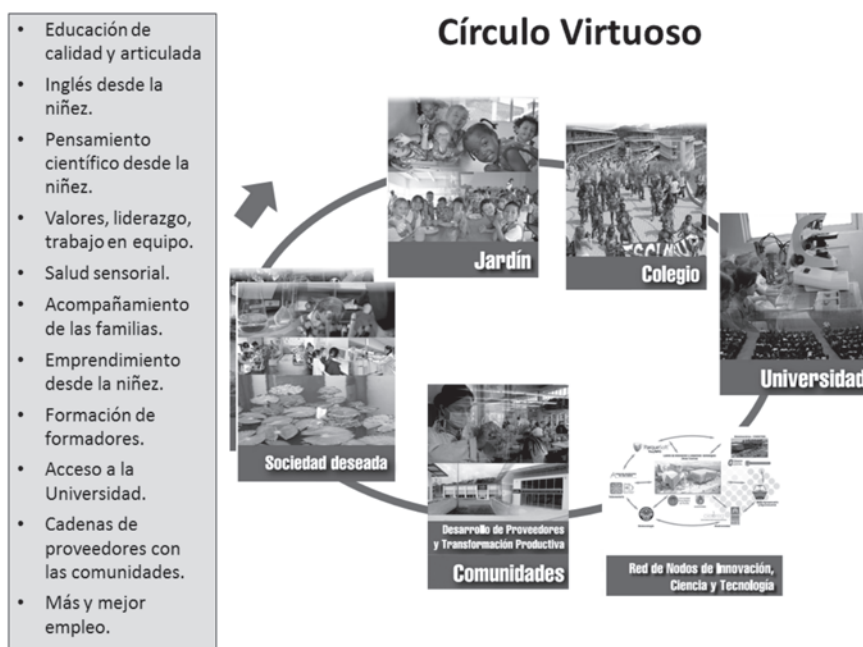 Círculo Virtuoso
• Educación de
calidad y articulada
• Inglés desde la
niñez.
• Pensamiento
científico desde la
niñez.
• Valores, liderazgo,
trabajo en equipo.
• Salud sensorial.
• Acompañamiento
de las familias.
• Emprendimiento
desde la niñez.
• Formación de
formadores.
• Acceso a la
Universidad.
• Cadenas de
proveedores con
las comunidades.
• Más y mejor
empleo.
Jardín
Colegio
Universidad
Red de Nodos de Innovación,
Ciencia y Tecnología
Desarrollo de Proveedores
y Transformación Productiva
Comunidades
Sociedad deseada